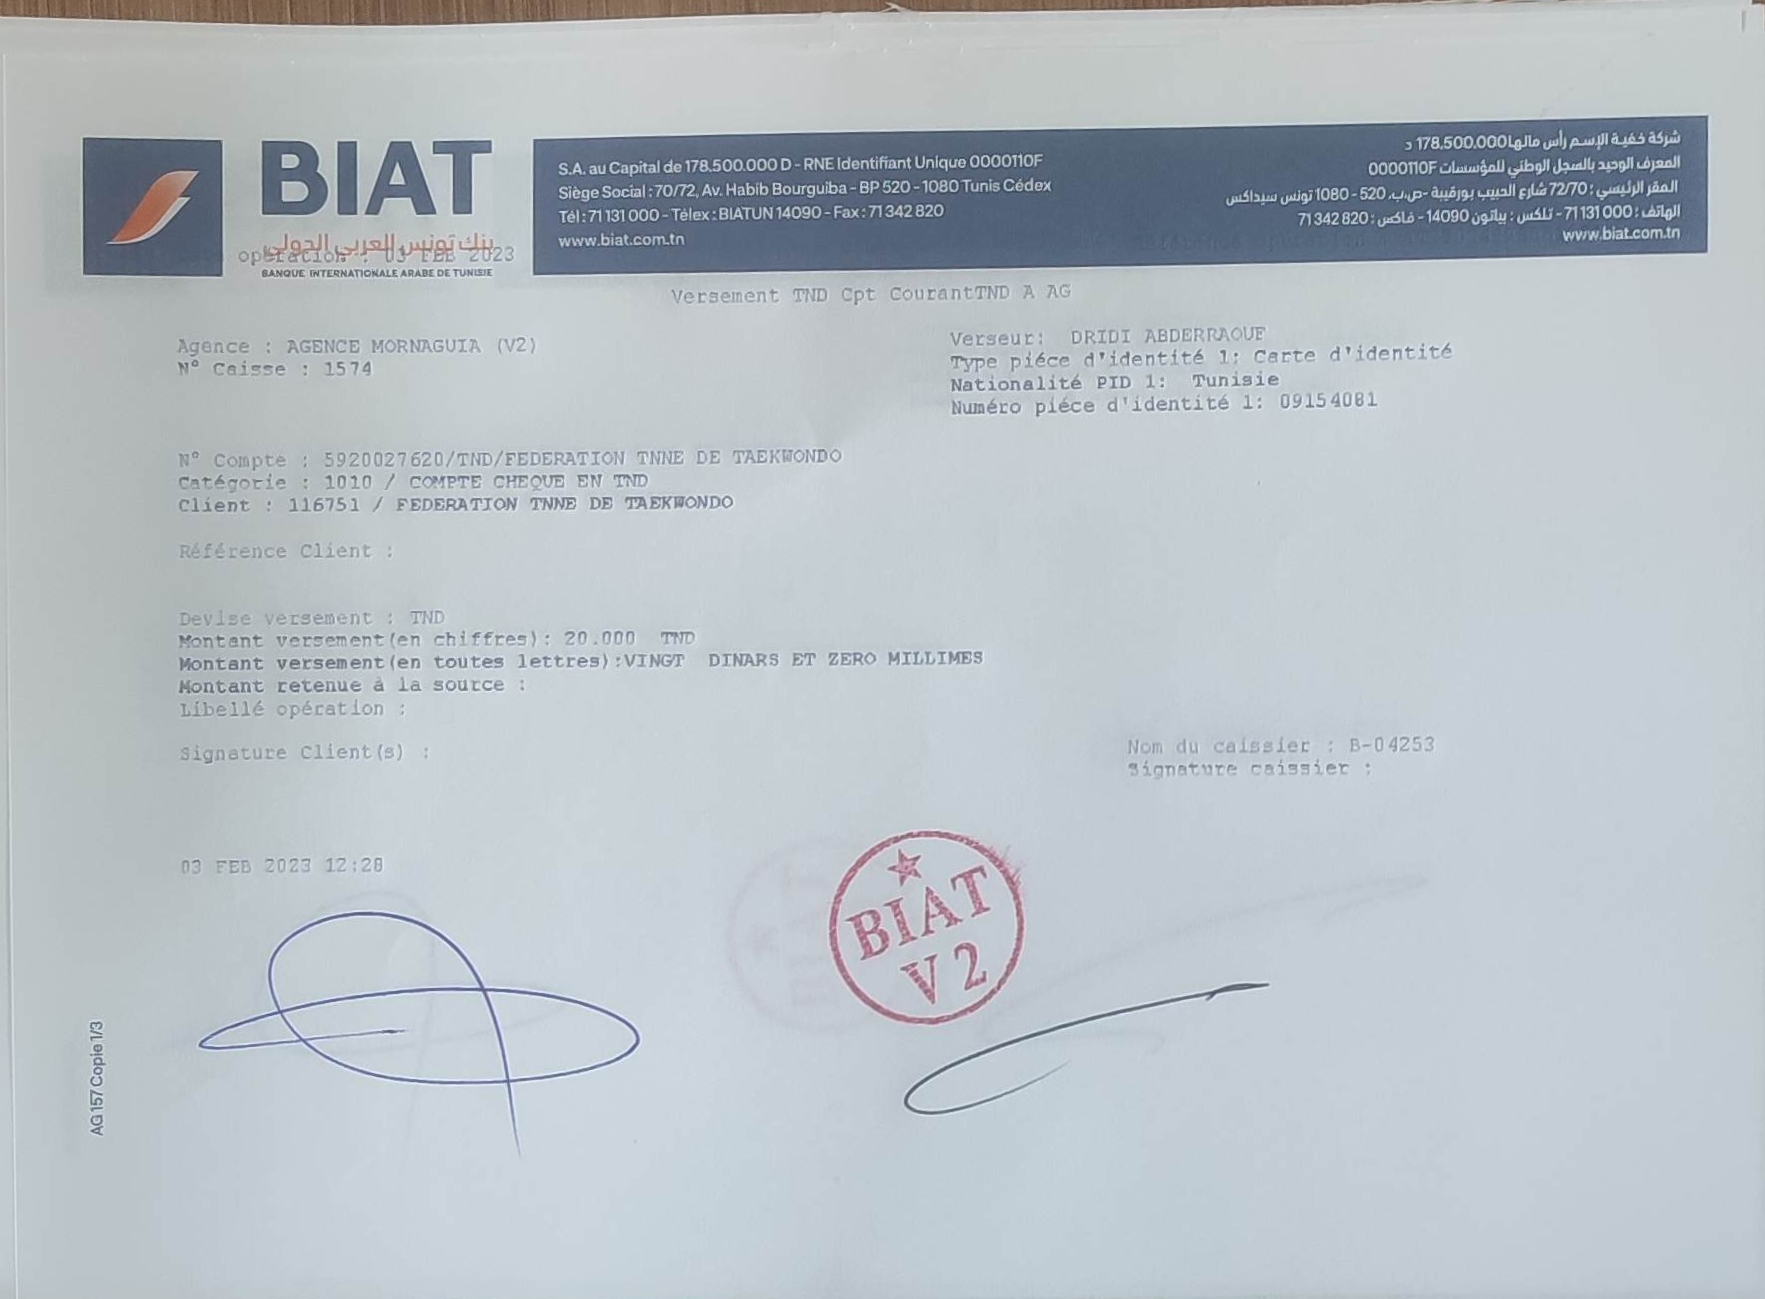 BIAT
بنك تونس العربي الدولي
opération : 03 FEB 2023
BANQUE INTERNATIONALE ARABE DE TUNISIE
S.A. au Capital de 178.500.000 D - RNE Identifiant Unique 0000110F
Siège Social : 70/72, Av. Habib Bourguiba - BP 520 - 1080 Tunis Cédex
Tél : 71 131 000 - Télex : BIATUN 14090 - Fax : 71 342 820
www.biat.com.tn
شركة خفية الإسم رأس مالها 178.500.000 د
المعرف الوحيد بالسجل الوطني للمؤسسات 0000110F
المقر الرئيسي : 72/70 شارع الحبيب بورقيبة -ص.ب. 520 - 1080 تونس سيداكس
الهاتف : 71 131 000 - تلكس : بياتون 14090 - فاكس : 71 342 820
www.biat.com.tn
Versement TND Cpt CourantTND A AG
Agence : AGENCE MORNAGUIA (V2)
N° Caisse : 1574
Verseur: DRIDI ABDERRAOUF
Type piéce d'identité 1: Carte d'identité
Nationalité PID 1: Tunisie
Numéro piéce d'identité 1: 09154081
N° Compte : 5920027620/TND/FEDERATION TNNE DE TAEKWONDO
Catégorie : 1010 / COMPTE CHEQUE EN TND
Client : 116751 / FEDERATION TNNE DE TAEKWONDO
Référence Client :
Devise versement : TND
Montant versement(en chiffres): 20.000 TND
Montant versement(en toutes lettres):VINGT DINARS ET ZERO MILLIMES
Montant retenue à la source :
Libellé opération :
Signature Client(s) :
Nom du caissier : B-04253
Signature caissier :
03 FEB 2023 12:28
BIAT
V 2
AG 157 Copie 1/3